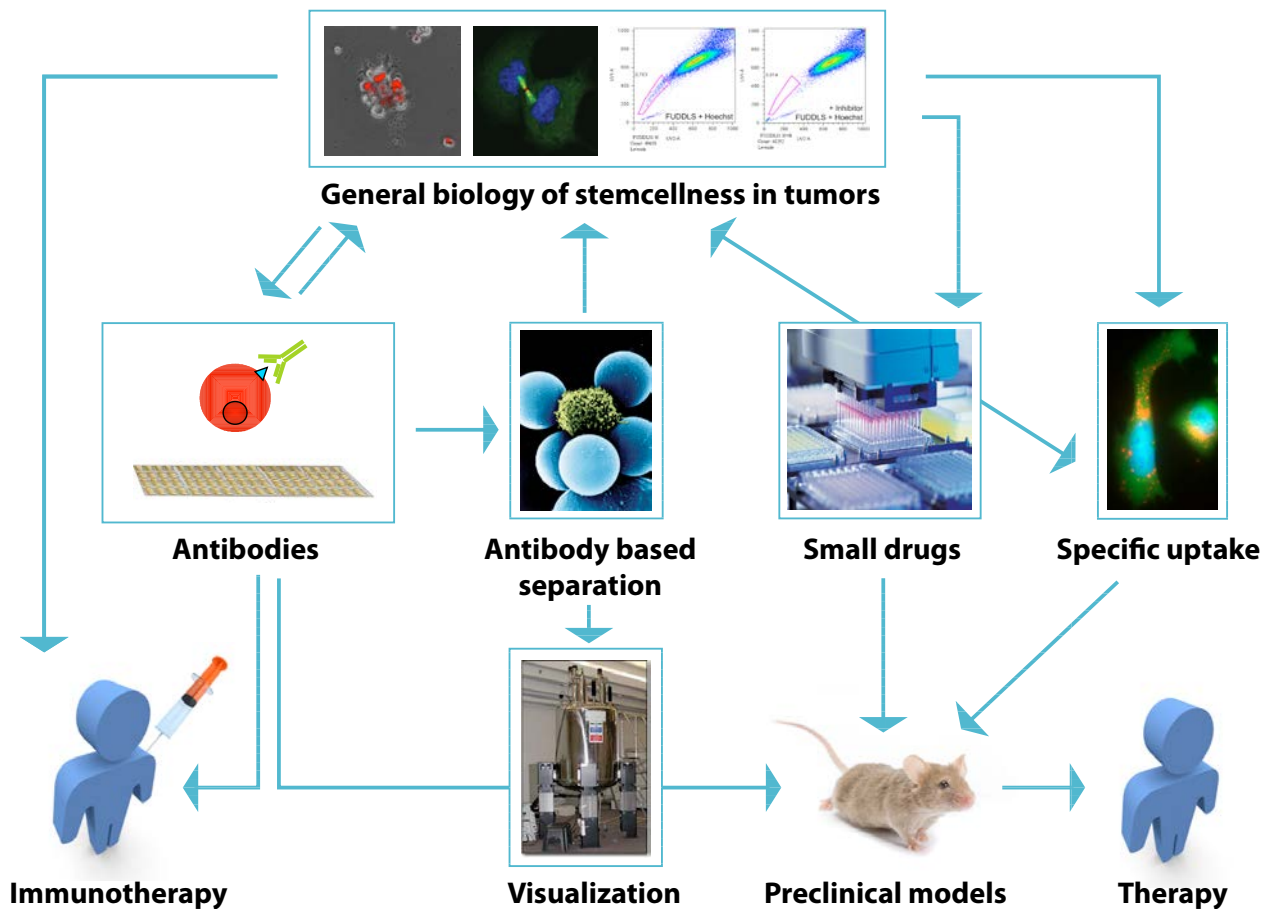 FUDDLS + Hoechst
+ Inhibitor
FUDDLS + Hoechst
General biology of stemcellness in tumors
Antibodies
Antibody based
separation
Small drugs
Specific uptake
Immunotherapy
Visualization
Preclinical models
Therapy